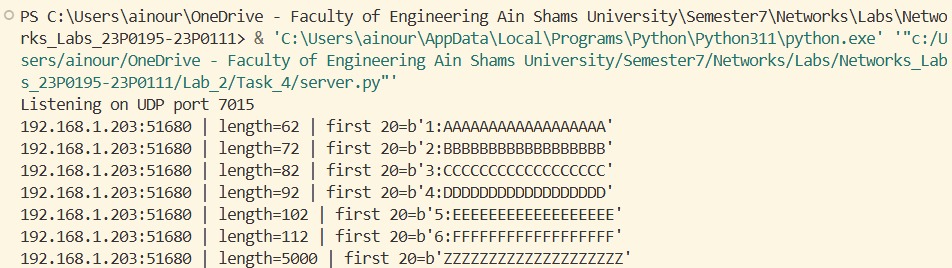 PS C:\Users\ainour\OneDrive - Faculty of Engineering Ain Shams University\Semester7\Networks\Labs\Netwo
rks_Labs_23P0195-23P0111> & 'C:\Users\ainour\AppData\Local\Programs\Python\Python311\python.exe' '"c:/U
sers/ainour/OneDrive - Faculty of Engineering Ain Shams University/Semester7/Networks/Labs/Networks_Lab
s_23P0195-23P0111/Lab_2/Task_4/server.py"'
Listening on UDP port 7015
192.168.1.203:51680 | length=62 | first 20=b'1:AAAAAAAAAAAAAAAAAA'
192.168.1.203:51680 | length=72 | first 20=b'2:BBBBBBBBBBBBBBBBBB'
192.168.1.203:51680 | length=82 | first 20=b'3:CCCCCCCCCCCCCCCCCC'
192.168.1.203:51680 | length=92 | first 20=b'4:DDDDDDDDDDDDDDDDDD'
192.168.1.203:51680 | length=102 | first 20=b'5:EEEEEEEEEEEEEEEEEE'
192.168.1.203:51680 | length=112 | first 20=b'6:FFFFFFFFFFFFFFFFFF'
192.168.1.203:51680 | length=5000 | first 20=b'ZZZZZZZZZZZZZZZZZZZZ'